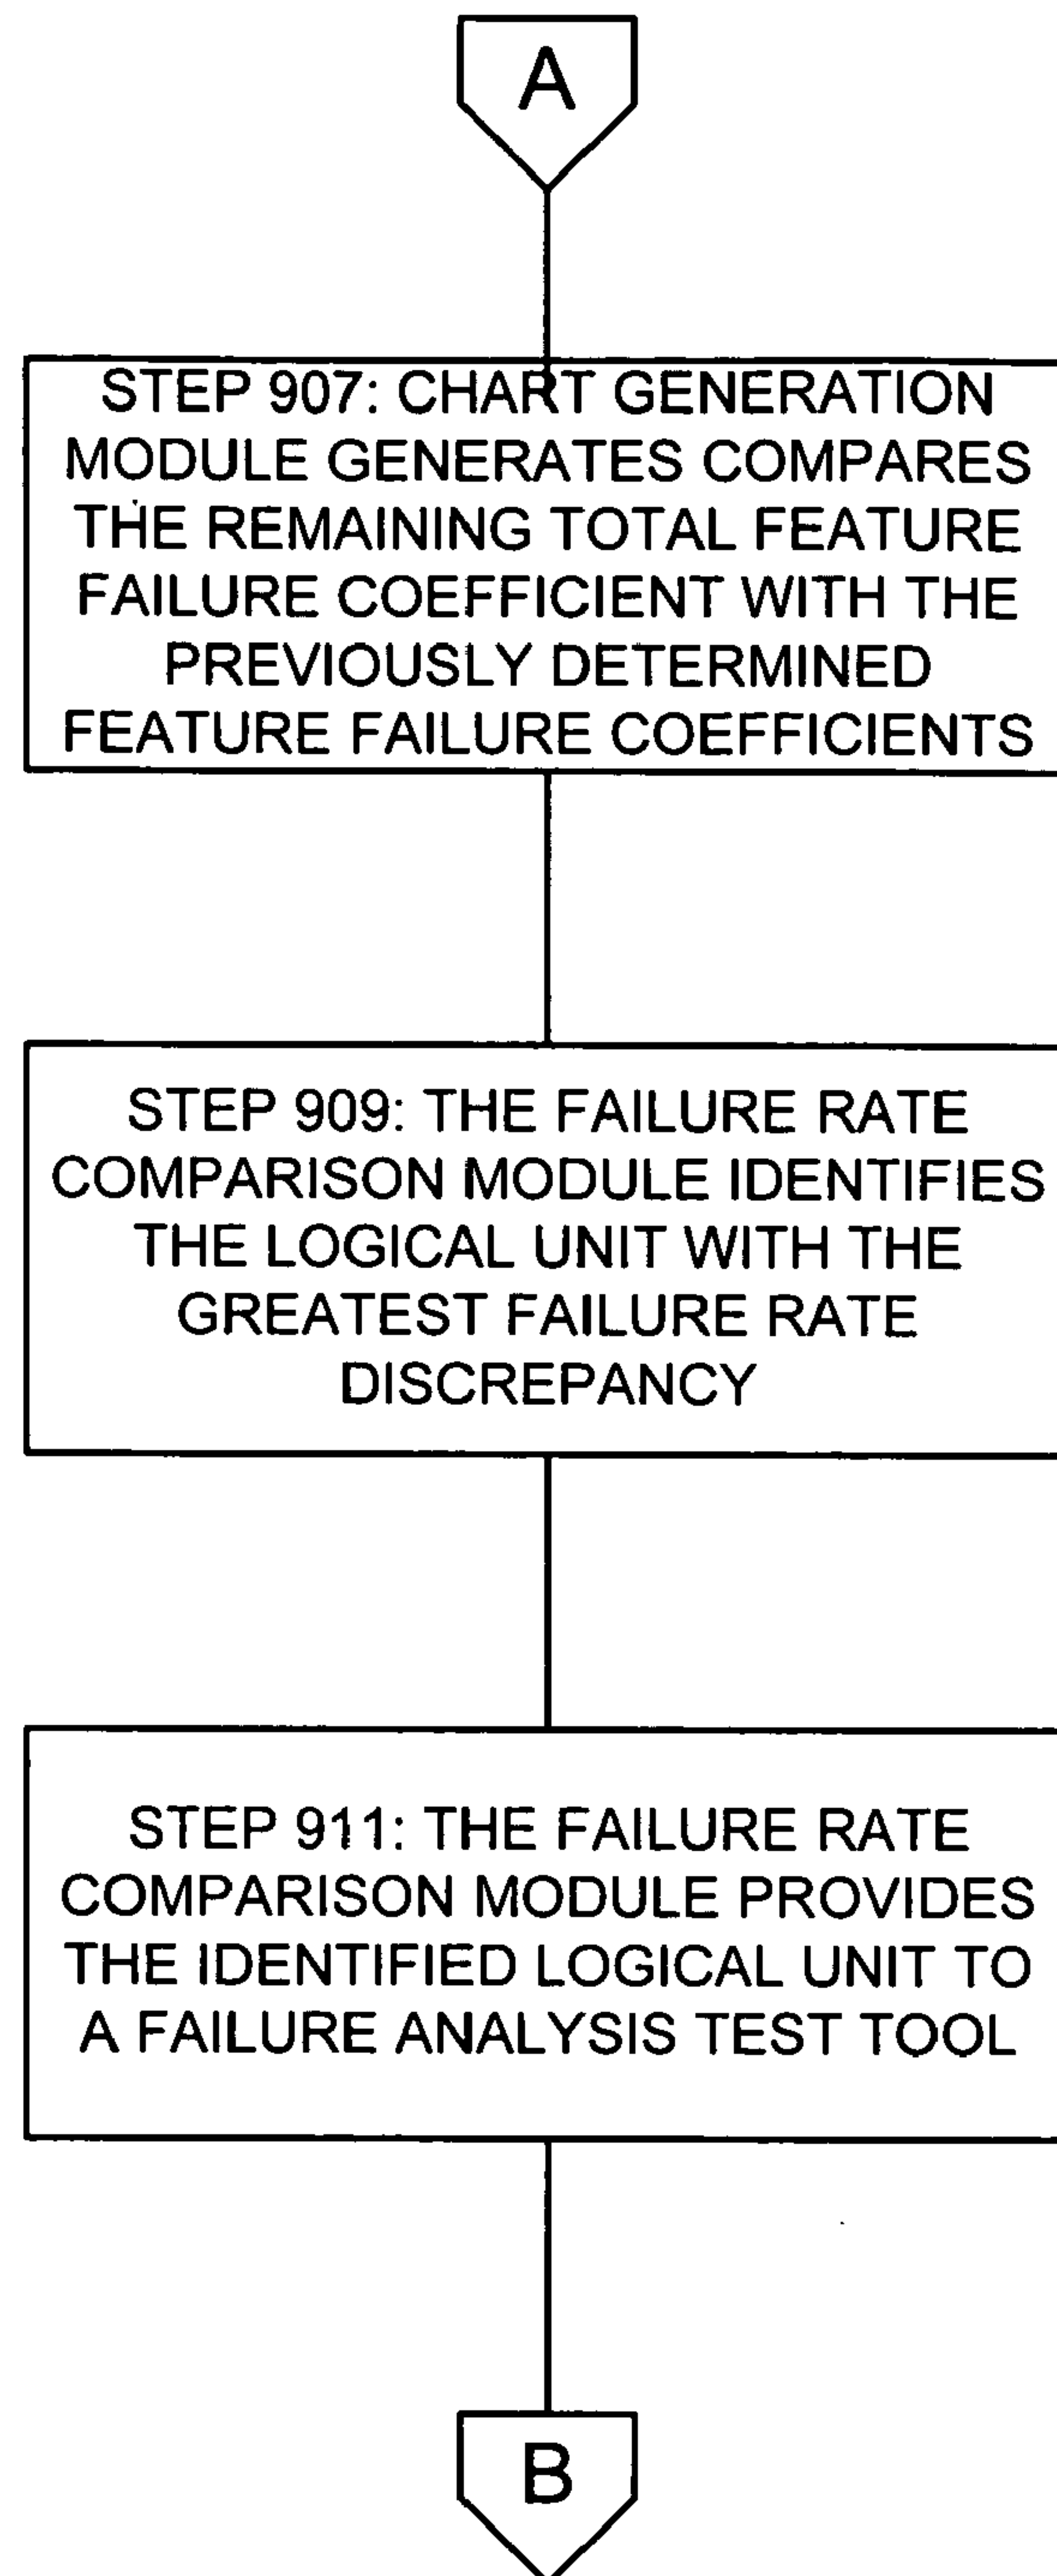 A
STEP 907: CHART GENERATION
MODULE GENERATES COMPARES
THE REMAINING TOTAL FEATURE
FAILURE COEFFICIENT WITH THE
PREVIOUSLY DETERMINED
FEATURE FAILURE COEFFICIENTS
STEP 909: THE FAILURE RATE
COMPARISON MODULE IDENTIFIES
THE LOGICAL UNIT WITH THE
GREATEST FAILURE RATE
DISCREPANCY
STEP 911: THE FAILURE RATE
COMPARISON MODULE PROVIDES
THE IDENTIFIED LOGICAL UNIT TO
A FAILURE ANALYSIS TEST TOOL
B